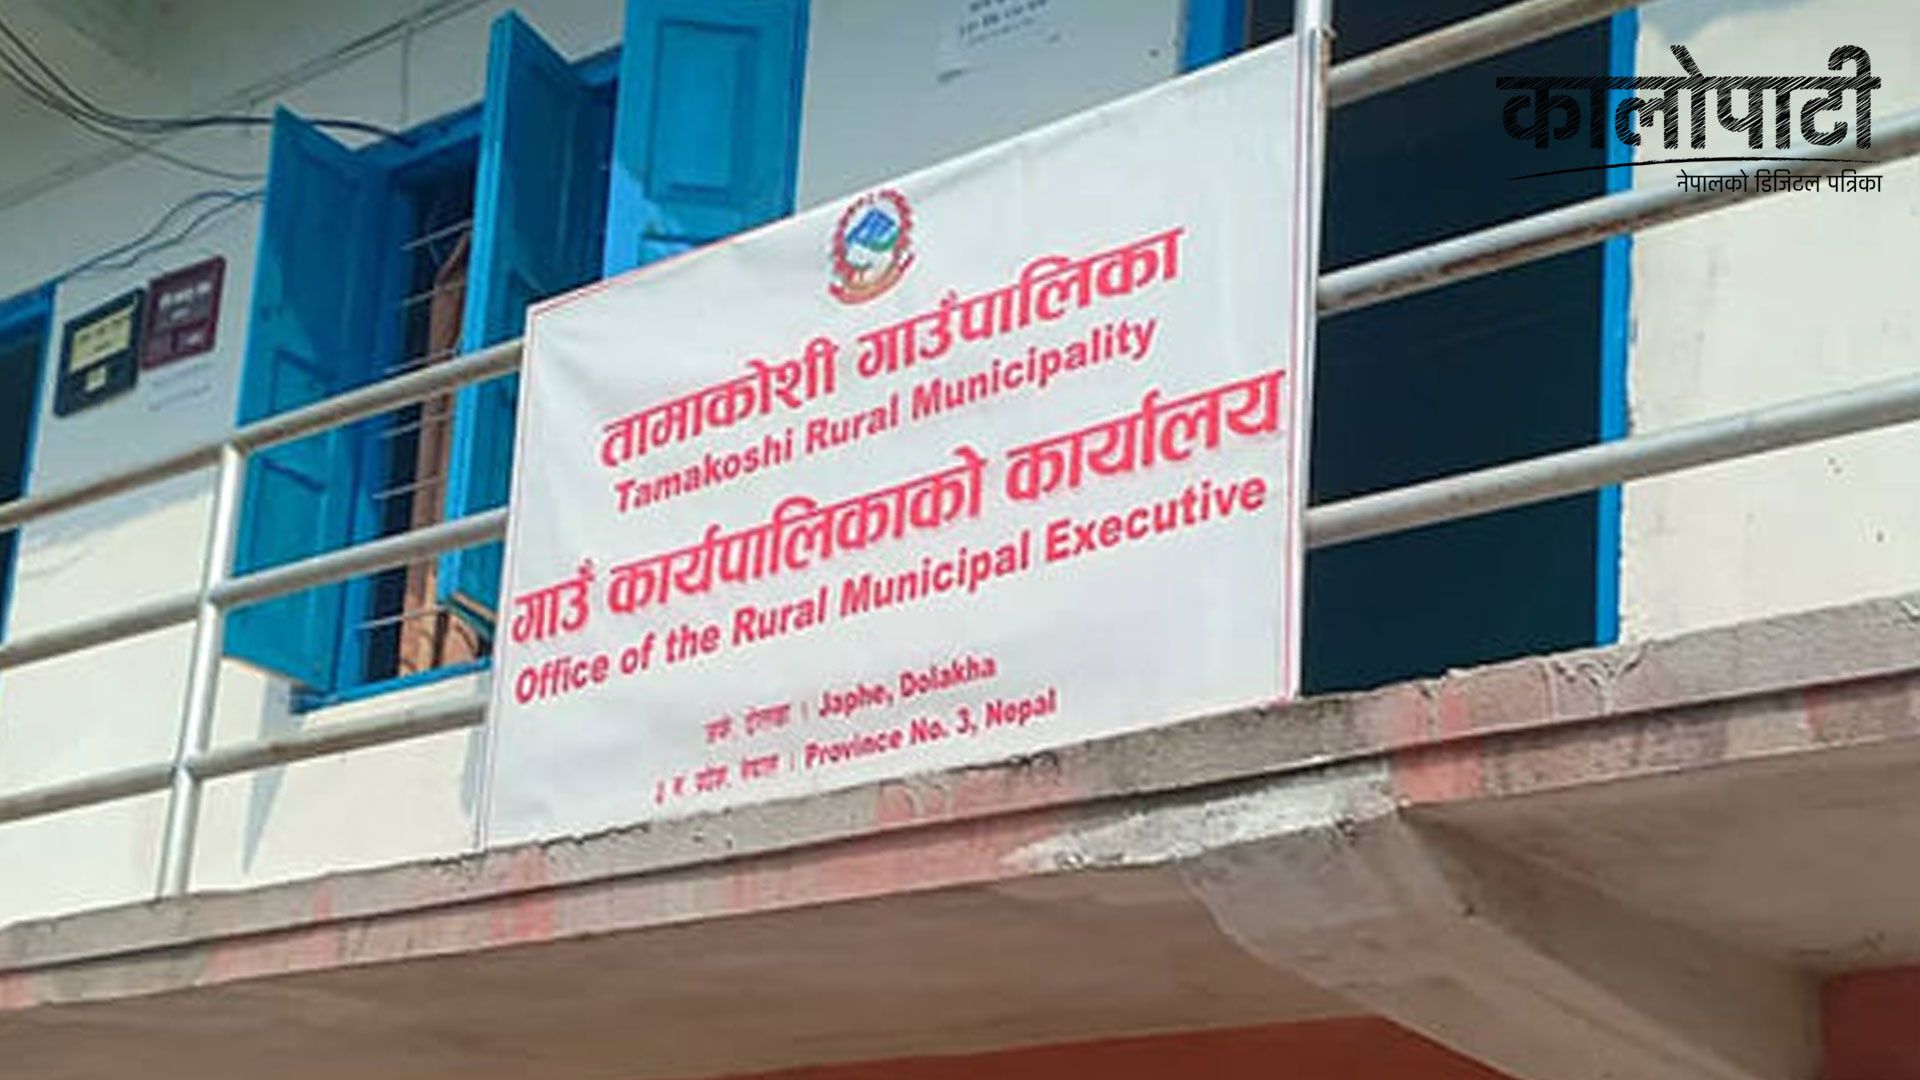 कालोपाटी
नेपालको डिजिटल पत्रिका
तामाकोशी गाउँपालिका
Tamakoshi Rural Municipality
गाउँ कार्यपालिकाको कार्यालय
Office of the Rural Municipal Executive
Japhe, Dolakha
Province No. 3, Nepal